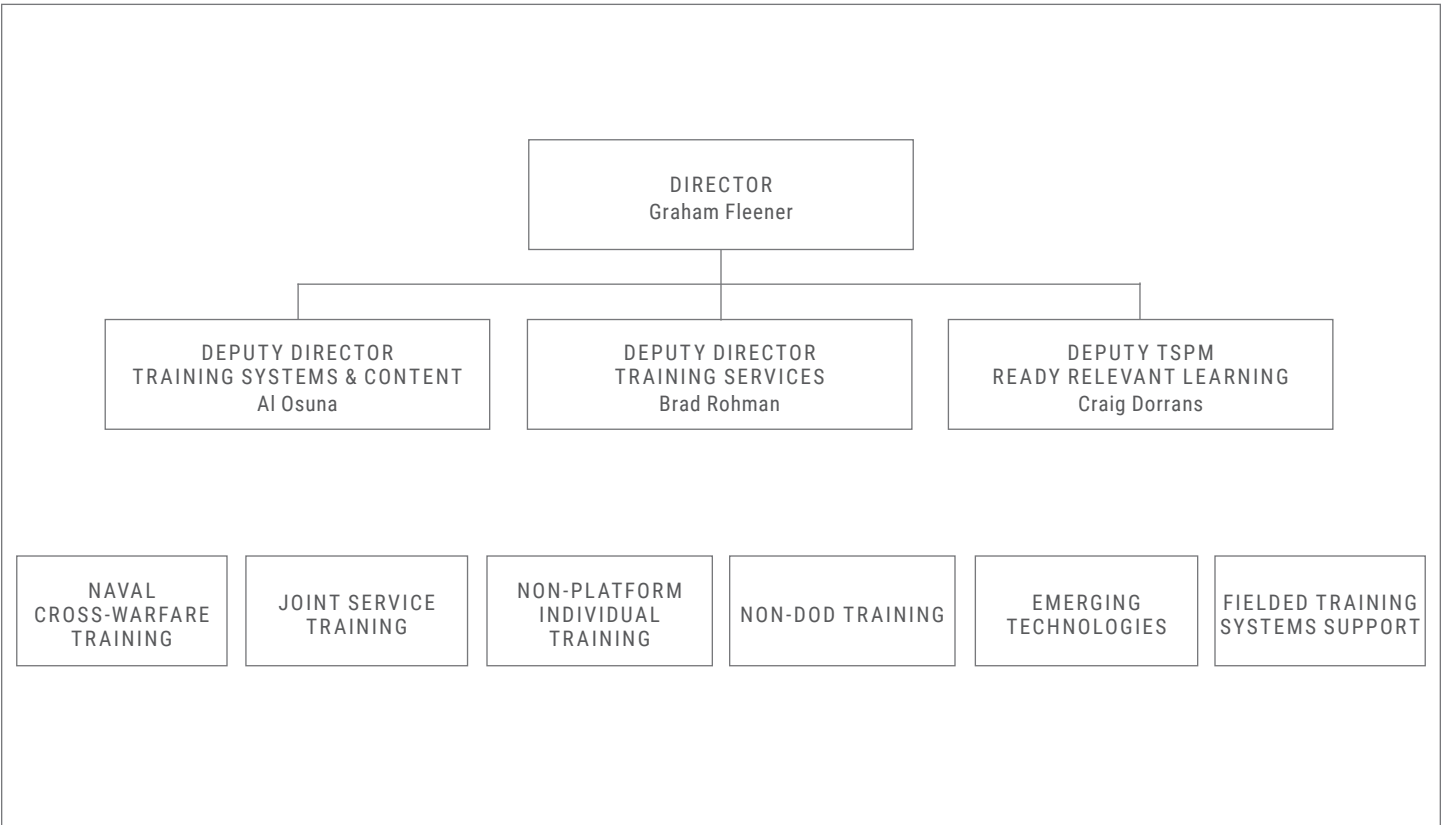 DIRECTOR
Graham Fleener
DEPUTY DIRECTOR
TRAINING SYSTEMS & CONTENT
Al Osuna
DEPUTY DIRECTOR
TRAINING SERVICES
Brad Rohman
DEPUTY TSPM
READY RELEVANT LEARNING
Craig Dorrans
NAVAL
CROSS-WARFARE
TRAINING
JOINT SERVICE
TRAINING
NON-PLATFORM
INDIVIDUAL
TRAINING
NON-DOD TRAINING
EMERGING
TECHNOLOGIES
FIELDED TRAINING
SYSTEMS SUPPORT